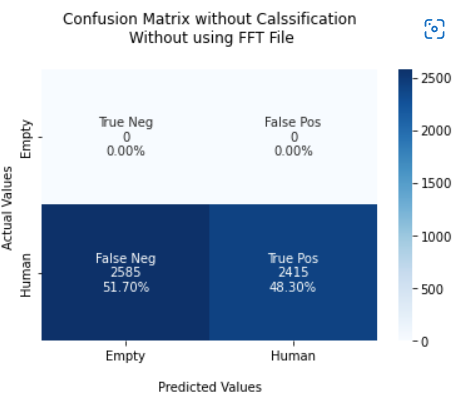 Confusion Matrix without Calssification
Without using FFT File
True Neg
0
0.00%
False Pos
0
0.00%
False Neg
2585
51.70%
True Pos
2415
48.30%
Empty
Human
Actual Values
Empty
Human
Predicted Values
2500
2000
1500
1000
500
0